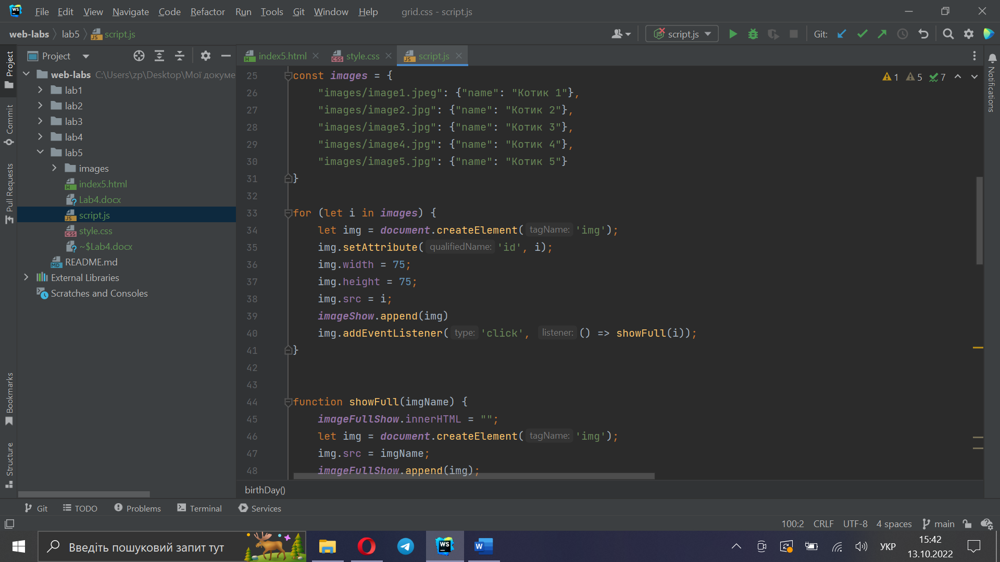 File Edit View Navigate Code Refactor Run Tools Git Window Help grid.css - script.js
web-labs lab5 script.js
script.js Git:
Project
index5.html style.css script.js
web-labs C:\Users\zp\Desktop\Мої докуме
lab1
lab2
lab3
lab4
lab5
images
index5.html
Lab4.docx
script.js
style.css
~$Lab4.docx
README.md
External Libraries
Scratches and Consoles
Project
Commit
Pull Requests
Bookmarks
Structure
1 5 7
25 const images = {
26 "images/image1.jpeg": {"name": "Котик 1"},
27 "images/image2.jpg": {"name": "Котик 2"},
28 "images/image3.jpg": {"name": "Котик 3"},
29 "images/image4.jpg": {"name": "Котик 4"},
30 "images/image5.jpg": {"name": "Котик 5"}
31 }
32
33 for (let i in images) {
34 let img = document.createElement( tagName: 'img');
35 img.setAttribute( qualifiedName: 'id', i);
36 img.width = 75;
37 img.height = 75;
38 img.src = i;
39 imageShow.append(img)
40 img.addEventListener( type: 'click', listener: () => showFull(i));
41 }
42
43
44 function showFull(imgName) {
45 imageFullShow.innerHTML = "";
46 let img = document.createElement( tagName: 'img');
47 img.src = imgName;
48 imageFullShow.append(img);
birthDay()
Notifications
Git TODO Problems Terminal Services
100:2 CRLF UTF-8 4 spaces main
Введіть пошуковий запит тут
УКР
15:42
13.10.2022